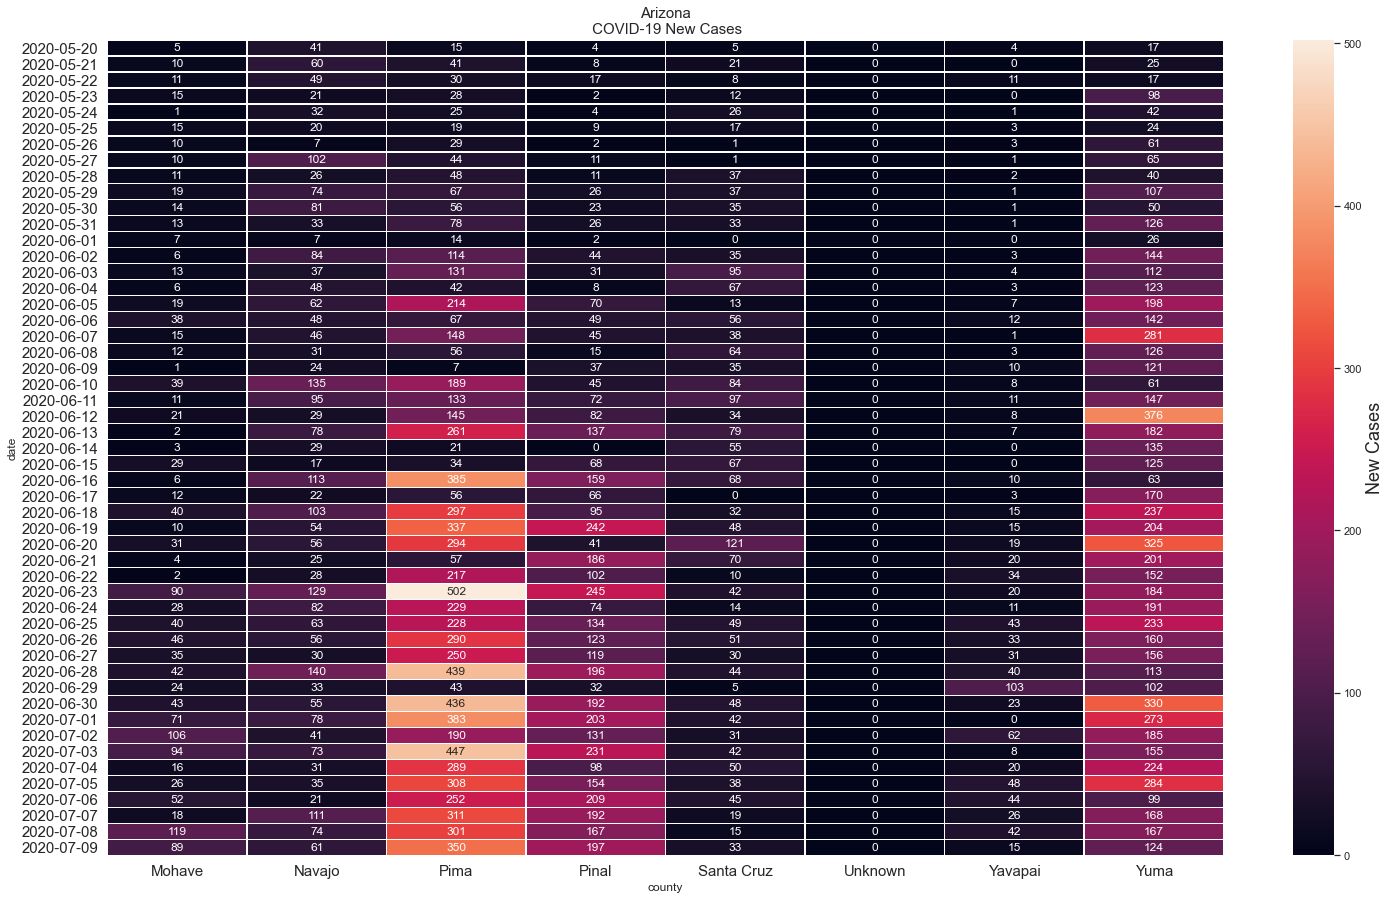 Arizona
COVID-19 New Cases
2020-05-20 5 41 15 4 5 0 4 17
2020-05-21 10 60 41 8 21 0 0 25
2020-05-22 11 49 30 17 8 0 11 17
2020-05-23 15 21 28 2 12 0 0 98
2020-05-24 1 32 25 4 26 0 1 42
2020-05-25 15 20 19 9 17 0 3 24
2020-05-26 10 7 29 2 1 0 3 61
2020-05-27 10 102 44 11 1 0 1 65
2020-05-28 11 26 48 11 37 0 2 40
2020-05-29 19 74 67 26 37 0 1 107
2020-05-30 14 81 56 23 35 0 1 50
2020-05-31 13 33 78 26 33 0 1 126
2020-06-01 7 7 14 2 0 0 0 26
2020-06-02 6 84 114 44 35 0 3 144
2020-06-03 13 37 131 31 95 0 4 112
2020-06-04 6 48 42 8 67 0 3 123
2020-06-05 19 62 214 70 13 0 7 198
2020-06-06 38 48 67 49 56 0 12 142
2020-06-07 15 46 148 45 38 0 1 281
2020-06-08 12 31 56 15 64 0 3 126
2020-06-09 1 24 7 37 35 0 10 121
2020-06-10 39 135 189 45 84 0 8 61
2020-06-11 11 95 133 72 97 0 11 147
2020-06-12 21 29 145 82 34 0 8 376
2020-06-13 2 78 261 137 79 0 7 182
2020-06-14 3 29 21 0 55 0 0 135
2020-06-15 29 17 34 68 67 0 0 125
2020-06-16 6 113 385 159 68 0 10 63
2020-06-17 12 22 56 66 0 0 3 170
2020-06-18 40 103 297 95 32 0 15 237
2020-06-19 10 54 337 242 48 0 15 204
2020-06-20 31 56 294 41 121 0 19 325
2020-06-21 4 25 57 186 70 0 20 201
2020-06-22 2 28 217 102 10 0 34 152
2020-06-23 90 129 502 245 42 0 20 184
2020-06-24 28 82 229 74 14 0 11 191
2020-06-25 40 63 228 134 49 0 43 233
2020-06-26 46 56 290 123 51 0 33 160
2020-06-27 35 30 250 119 30 0 31 156
2020-06-28 42 140 439 196 44 0 40 113
2020-06-29 24 33 43 32 5 0 103 102
2020-06-30 43 55 436 192 48 0 23 330
2020-07-01 71 78 383 203 42 0 0 273
2020-07-02 106 41 190 131 31 0 62 185
2020-07-03 94 73 447 231 42 0 8 155
2020-07-04 16 31 289 98 50 0 20 224
2020-07-05 26 35 308 154 38 0 48 284
2020-07-06 52 21 252 209 45 0 44 99
2020-07-07 18 111 311 192 19 0 26 168
2020-07-08 119 74 301 167 15 0 42 167
2020-07-09 89 61 350 197 33 0 15 124
Mohave Navajo Pima Pinal Santa Cruz Unknown Yavapai Yuma
county
date
500
400
300
200
100
0
New Cases